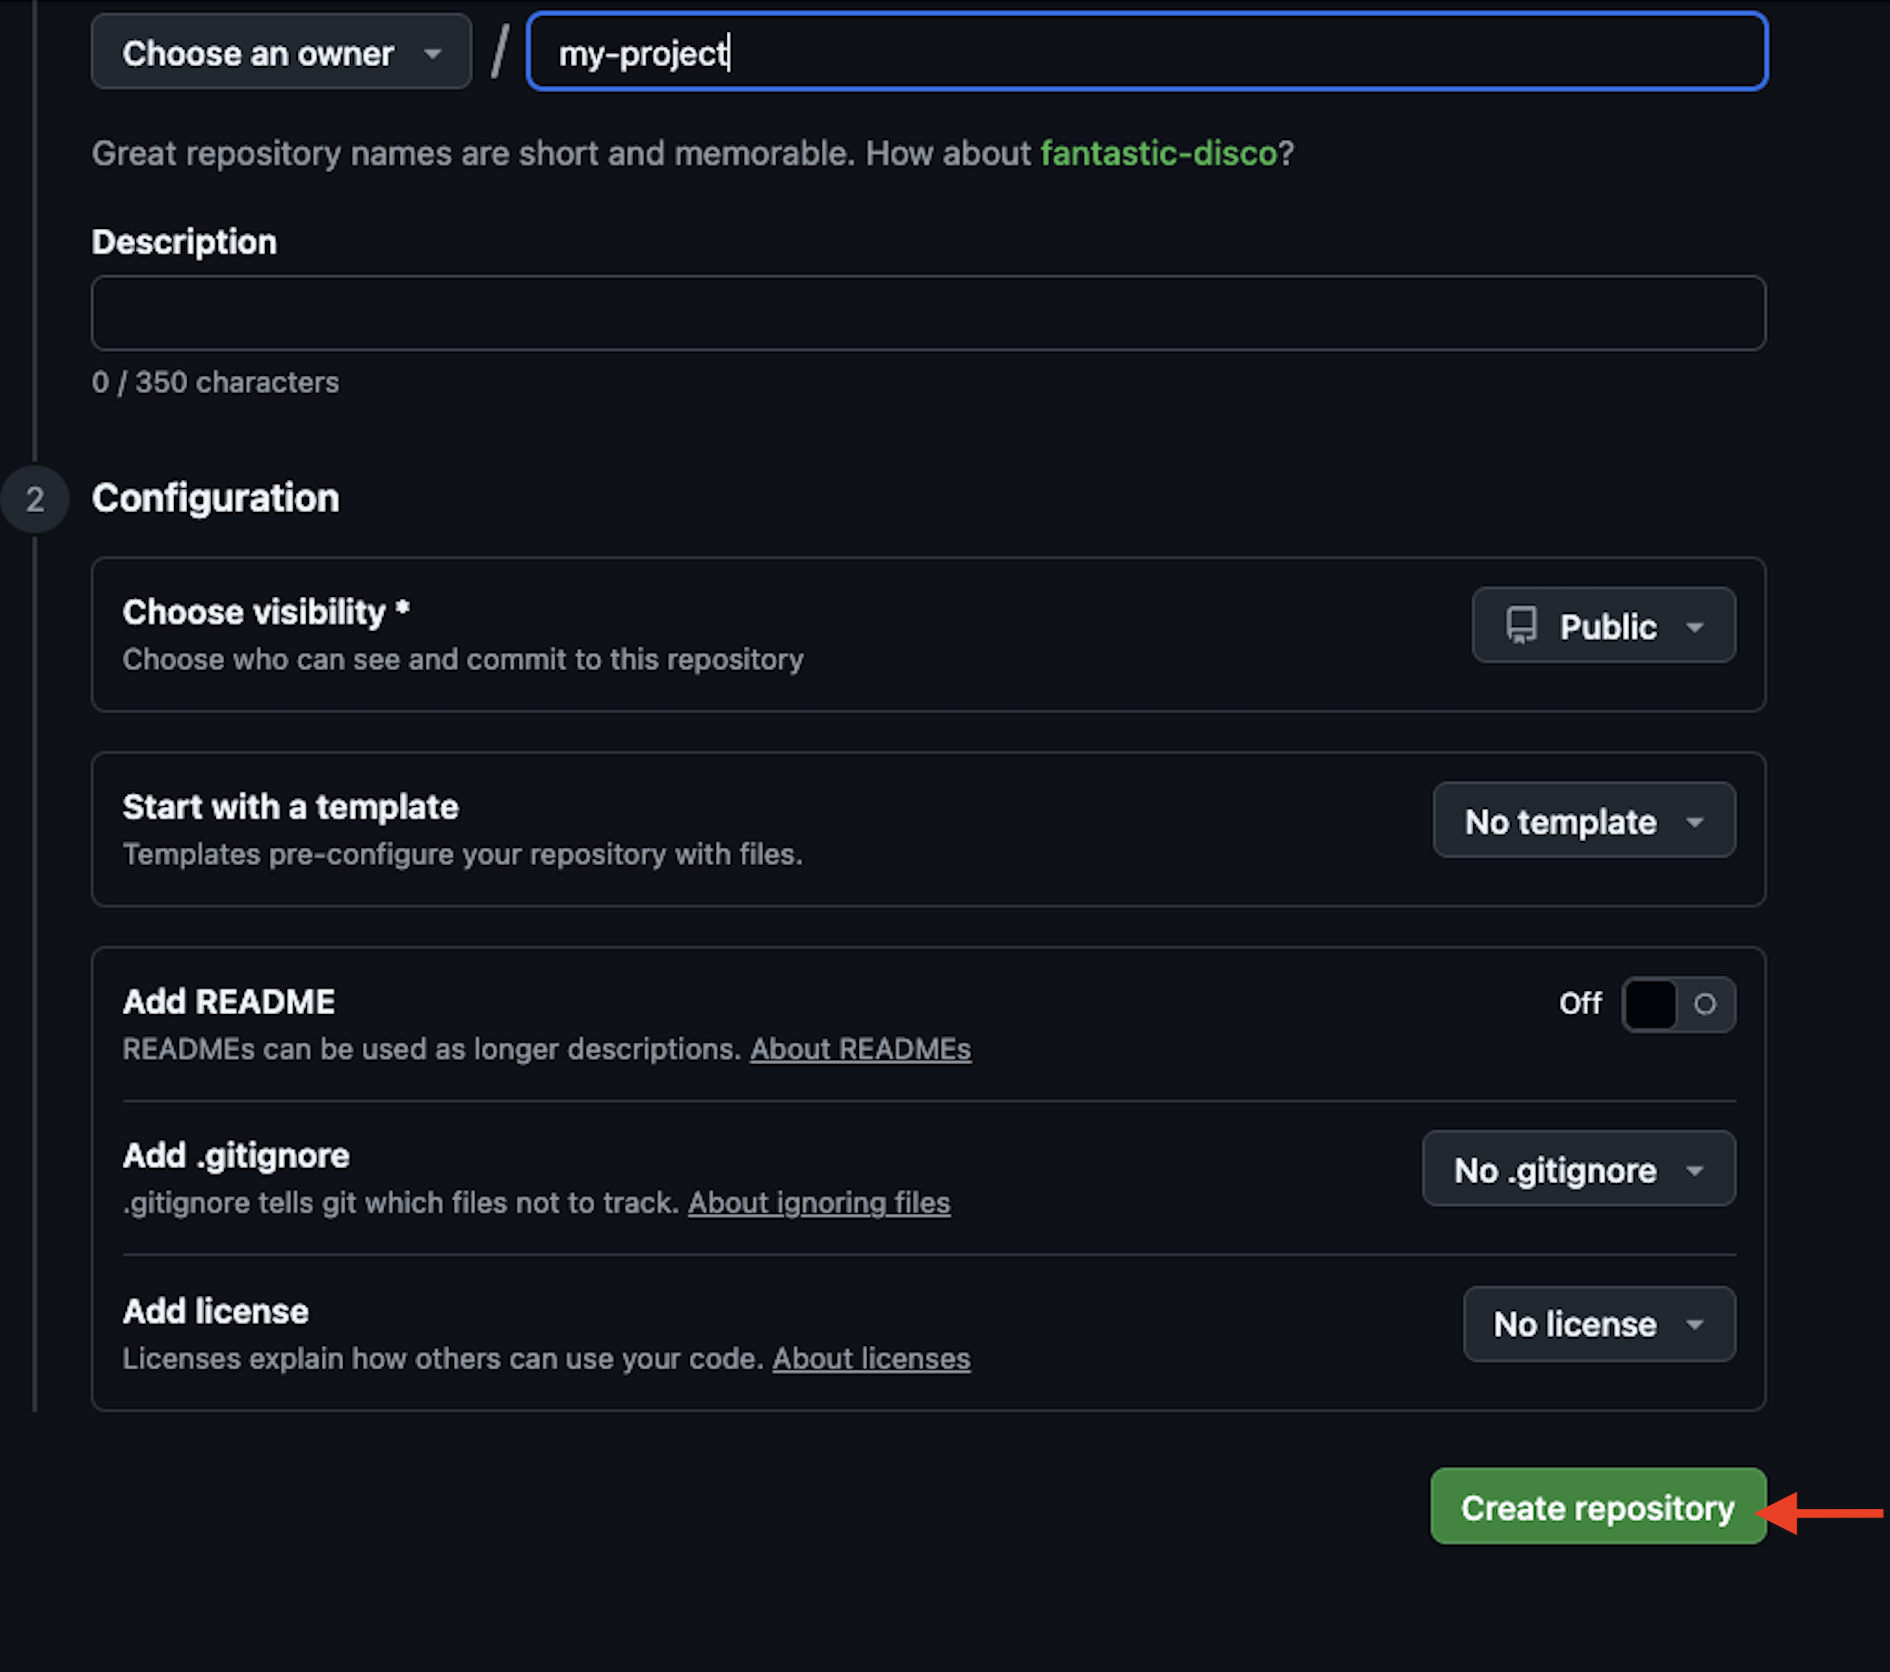 Choose an owner / my-project
Great repository names are short and memorable. How about fantastic-disco?
Description
0 / 350 characters
2 Configuration
Choose visibility *
Choose who can see and commit to this repository
Public
Start with a template
Templates pre-configure your repository with files.
No template
Add README
READMEs can be used as longer descriptions. About READMEs
Off
Add .gitignore
.gitignore tells git which files not to track. About ignoring files
No .gitignore
Add license
Licenses explain how others can use your code. About licenses
No license
Create repository